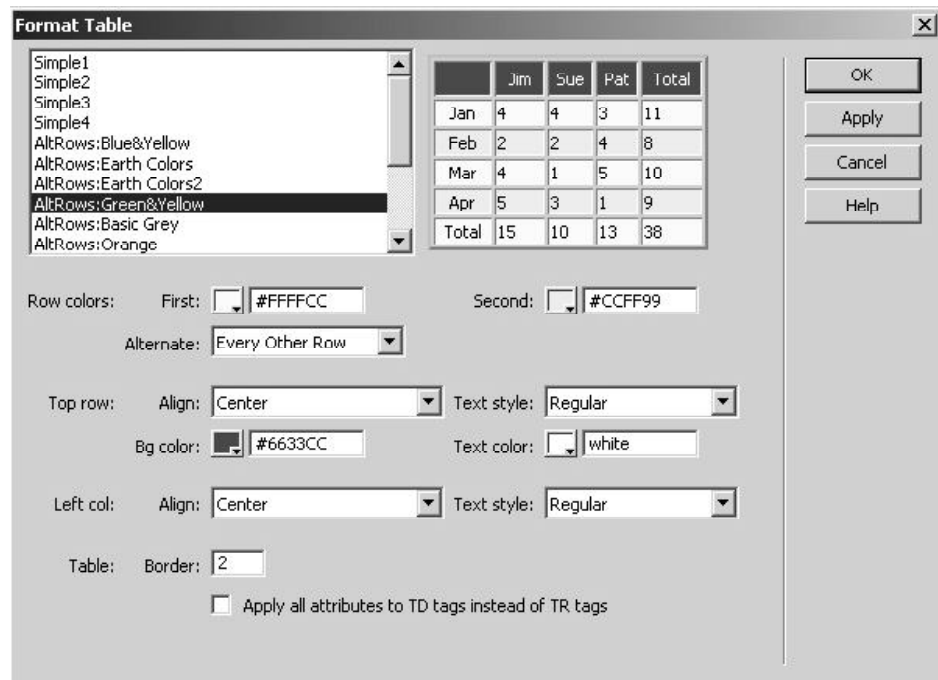 Format Table
Simple1
Simple2
Simple3
Simple4
AltRows:Blue&Yellow
AltRows:Earth Colors
AltRows:Earth Colors2
AltRows:Green&Yellow
AltRows:Basic Grey
AltRows:Orange
Jim Sue Pat Total
Jan 4 4 3 11
Feb 2 2 4 8
Mar 4 1 5 10
Apr 5 3 1 9
Total 15 10 13 38
OK
Apply
Cancel
Help
Row colors: First: #FFFFCC Second: #CCFF99
Alternate: Every Other Row
Top row: Align: Center Text style: Regular
Bg color: #6633CC Text color: white
Left col: Align: Center Text style: Regular
Table: Border: 2
Apply all attributes to TD tags instead of TR tags